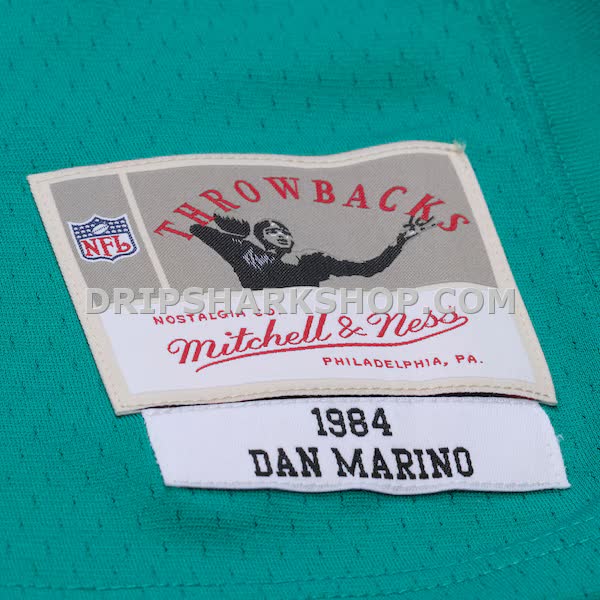 THROWBACKS
NFL
DRIPSHARKSHOP.COM
NOSTALGIA CO.
Mitchell & Ness
PHILADELPHIA, PA.
1984
DAN MARINO